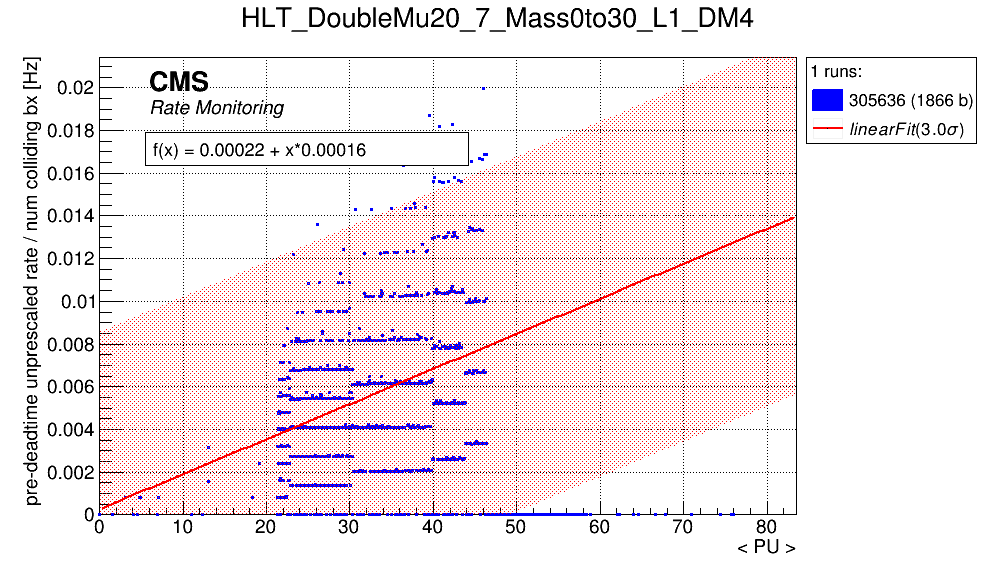 HLT_DoubleMu20_7_Mass0to30_L1_DM4
pre-deadtime unprescaled rate / num colliding bx [Hz]
0.02
0.018
0.016
0.014
0.012
0.01
0.008
0.006
0.004
0.002
0
CMS
Rate Monitoring
f(x) = 0.00022 + x*0.00016
0 10 20 30 40 50 60 70 80
< PU >
1 runs:
305636 (1866 b)
linearFit(3.0σ)